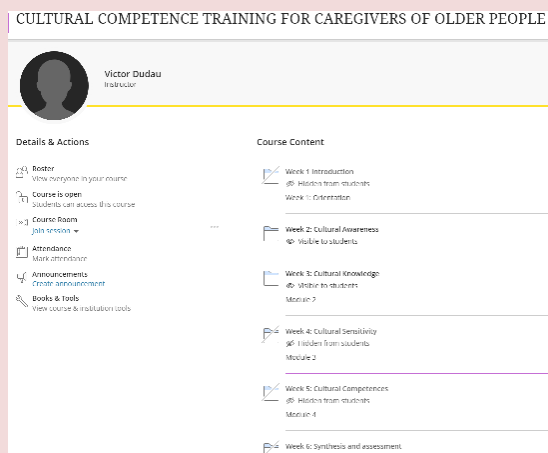 CULTURAL COMPETENCE TRAINING FOR CAREGIVERS OF OLDER PEOPLE
Victor Dudau
Instructor
Details & Actions
Roster
View everyone in your course
Course is open
Students can access this course
Course Room
Join session
Attendance
Mark attendance
Announcements
Create announcement
Books & Tools
View course & institution tools
Course Content
Week 1 Introduction
Hidden from students
Week 1: Orientation
Week 2: Cultural Awareness
Visible to students
Week 3: Cultural Knowledge
Visible to students
Module 2
Week 4: Cultural Sensitivity
Hidden from students
Module 3
Week 5: Cultural Competences
Hidden from students
Module 4
Week 6: Synthesis and assessment